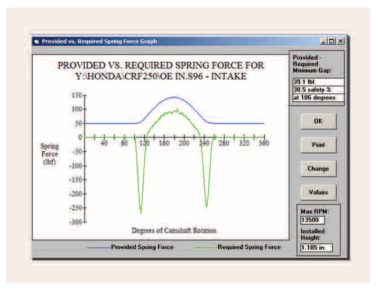 Provided vs. Required Spring Force Graph
PROVIDED VS. REQUIRED SPRING FORCE FOR
Y:\HONDA\CRF250\OE IN.S96 - INTAKE
Provided -
Required
Minimum Gap:
39.1 lbf
38.5 safety %
at 186 degrees
OK
Print
Change
Values
Max RPM:
13500
Installed
Height:
1.185 in
150
100
50
0
-50
-100
-150
-200
-250
-300
40 80 120 160 200 240 280 320 360
Spring
Force
(lbf)
Degrees of Camshaft Rotation
Provided Spring Force
Required Spring Force